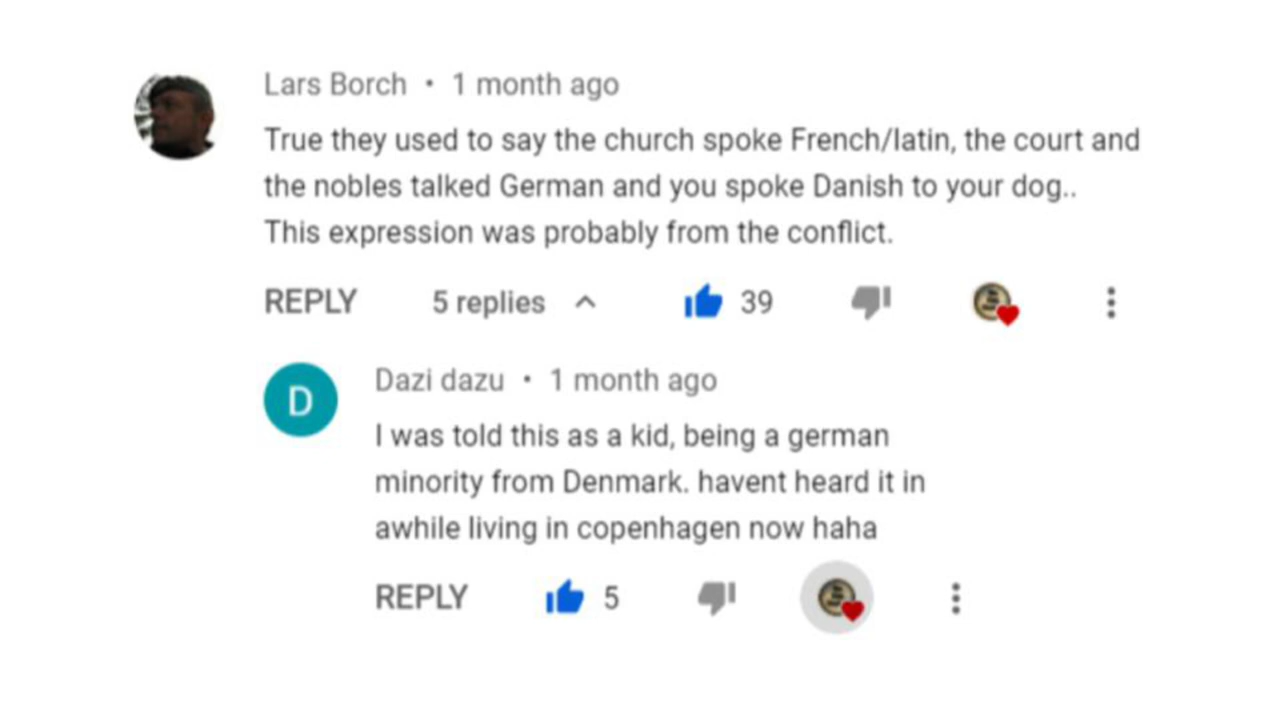 Lars Borch • 1 month ago
True they used to say the church spoke French/latin, the court and
the nobles talked German and you spoke Danish to your dog..
This expression was probably from the conflict.
REPLY 5 replies 39
D
Dazi dazu • 1 month ago
I was told this as a kid, being a german
minority from Denmark. havent heard it in
awhile living in copenhagen now haha
REPLY 5